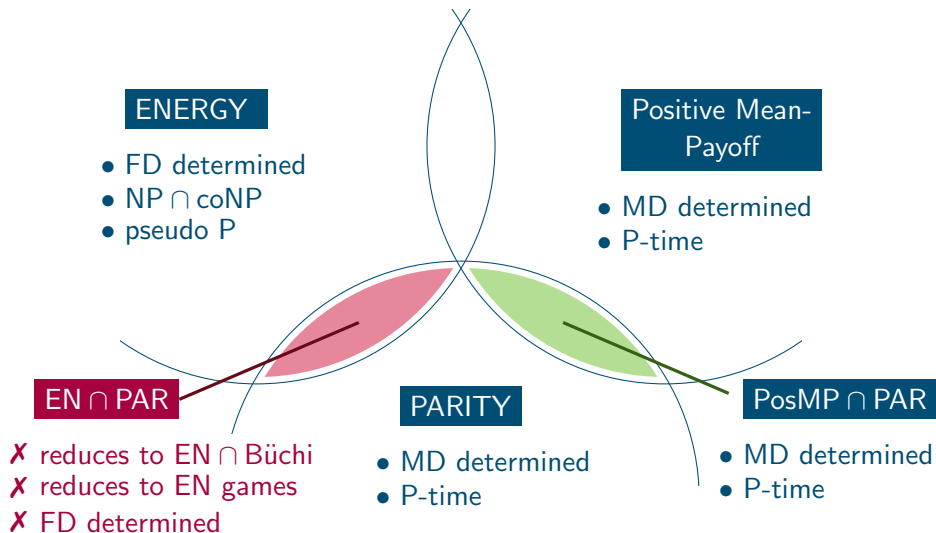 ENERGY
• FD determined
• NP ∩ coNP
• pseudo P
Positive Mean-
Payoff
• MD determined
• P-time
EN ∩ PAR
✗ reduces to EN ∩ Büchi
✗ reduces to EN games
✗ FD determined
PARITY
• MD determined
• P-time
PosMP ∩ PAR
• MD determined
• P-time